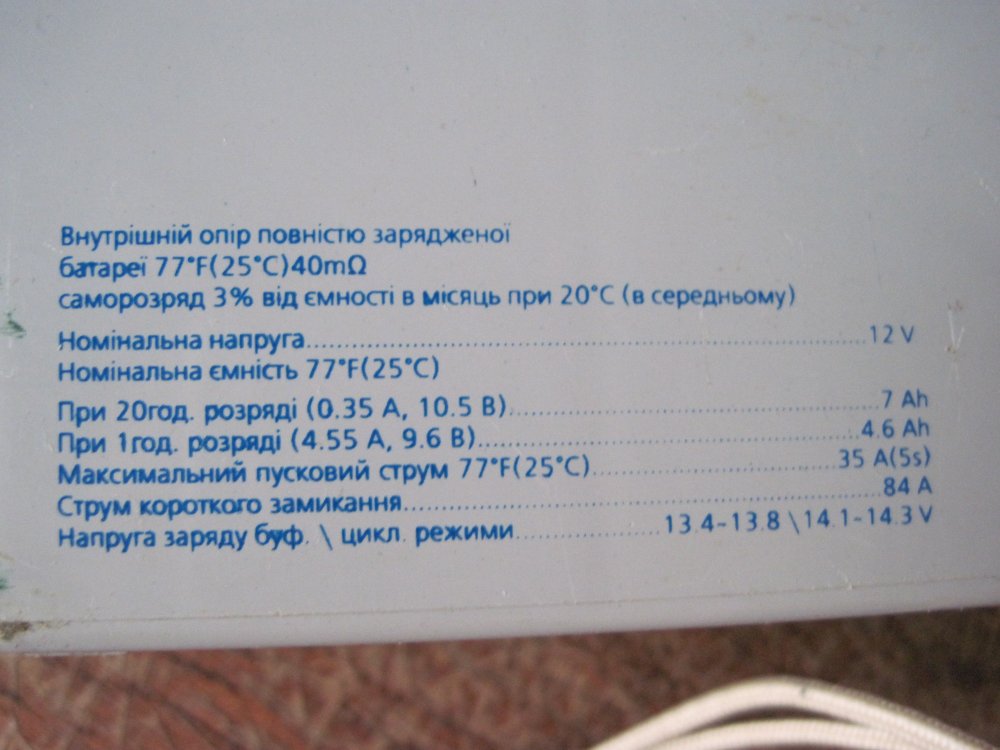 Внутрішній опір повністю зарядженої
батареї 77°F(25°C)40mΩ
саморозряд 3% від ємності в місяць при 20°C (в середньому)
Номінальна напруга....................................................................12 V
Номінальна ємність 77°F(25°C)
При 20год. розряді (0.35 А, 10.5 В).............................................7 Ah
При 1год. розряді (4.55 А, 9.6 В)..............................................4.6 Ah
Максимальний пусковий струм 77°F(25°C)..............................35 A(5s)
Струм короткого замикання.........................................................84 A
Напруга заряду буф. \ цикл. режими.................13.4-13.8 \ 14.1-14.3 V